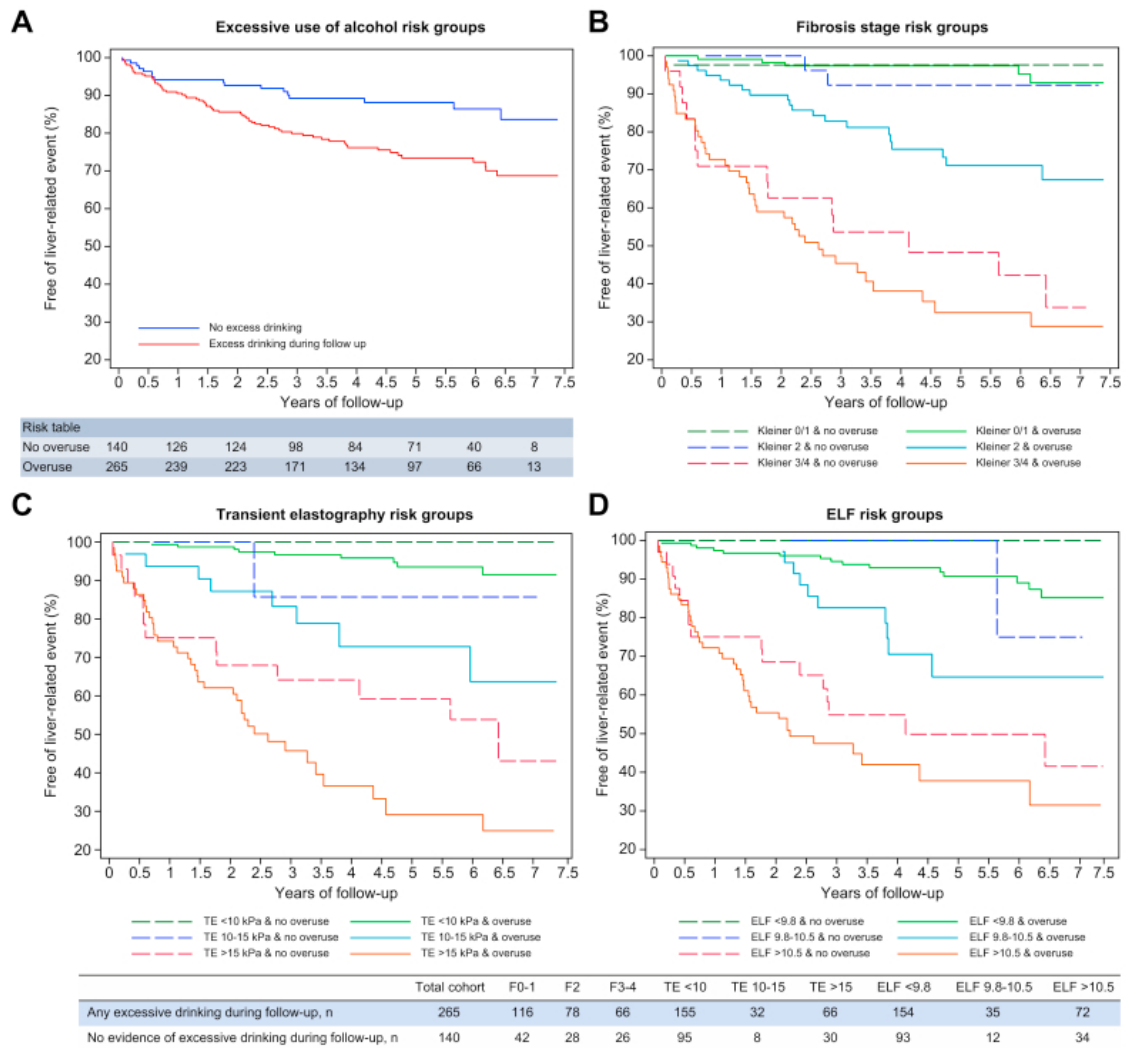 A
Excessive use of alcohol risk groups
Free of liver-related event (%)
100
90
80
70
60
50
40
30
20
No excess drinking
Excess drinking during follow up
0 0.5 1 1.5 2 2.5 3 3.5 4 4.5 5 5.5 6 6.5 7 7.5
Years of follow-up
Risk table
No overuse 140 126 124 98 84 71 40 8
Overuse 265 239 223 171 134 97 66 13
B
Fibrosis stage risk groups
Free of liver-related event (%)
100
90
80
70
60
50
40
30
20
0 0.5 1 1.5 2 2.5 3 3.5 4 4.5 5 5.5 6 6.5 7 7.5
Years of follow-up
Kleiner 0/1 & no overuse Kleiner 0/1 & overuse
Kleiner 2 & no overuse Kleiner 2 & overuse
Kleiner 3/4 & no overuse Kleiner 3/4 & overuse
C
Transient elastography risk groups
Free of liver-related event (%)
100
90
80
70
60
50
40
30
20
0 0.5 1 1.5 2 2.5 3 3.5 4 4.5 5 5.5 6 6.5 7 7.5
Years of follow-up
TE <10 kPa & no overuse TE <10 kPa & overuse
TE 10-15 kPa & no overuse TE 10-15 kPa & overuse
TE >15 kPa & no overuse TE >15 kPa & overuse
D
ELF risk groups
Free of liver-related event (%)
100
90
80
70
60
50
40
30
20
0 0.5 1 1.5 2 2.5 3 3.5 4 4.5 5 5.5 6 6.5 7 7.5
Years of follow-up
ELF <9.8 & no overuse ELF <9.8 & overuse
ELF 9.8-10.5 & no overuse ELF 9.8-10.5 & overuse
ELF >10.5 & no overuse ELF >10.5 & overuse
Total cohort F0-1 F2 F3-4 TE <10 TE 10-15 TE >15 ELF <9.8 ELF 9.8-10.5 ELF >10.5
Any excessive drinking during follow-up, n 265 116 78 66 155 32 66 154 35 72
No evidence of excessive drinking during follow-up, n 140 42 28 26 95 8 30 93 12 34